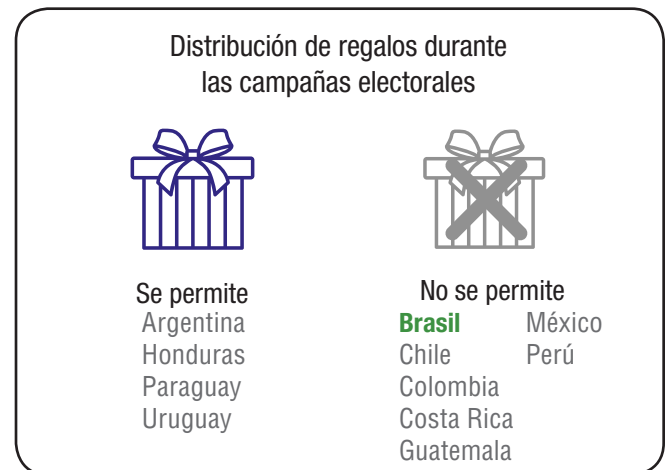 Distribución de regalos durante
las campañas electorales
Se permite
Argentina
Honduras
Paraguay
Uruguay
No se permite
Brasil
Chile
Colombia
Costa Rica
Guatemala
México
Perú